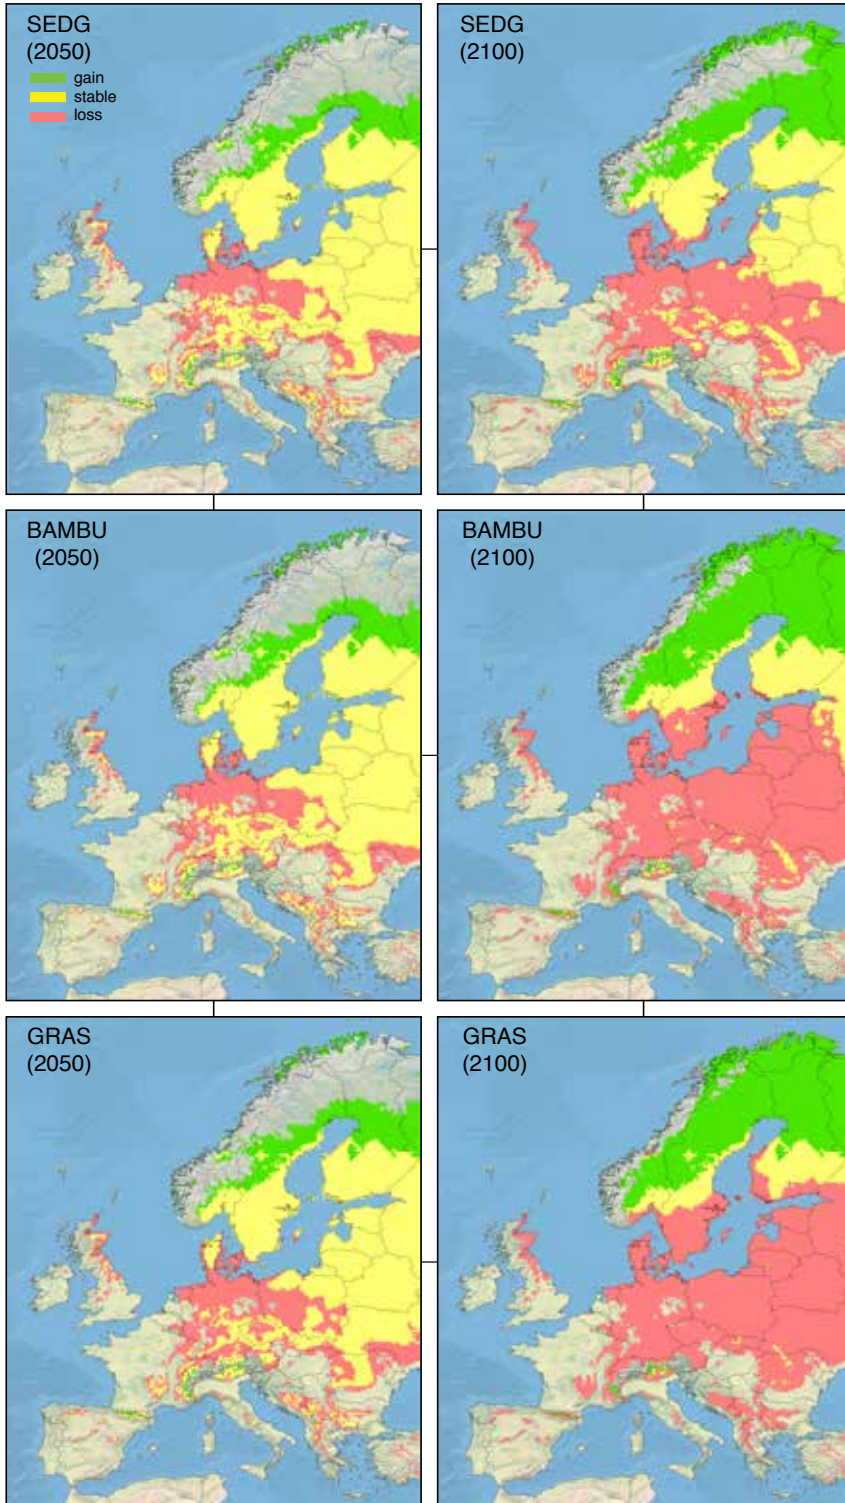 SEDG
(2050)
gain
stable
loss
SEDG
(2100)
BAMBU
(2050)
BAMBU
(2100)
GRAS
(2050)
GRAS
(2100)